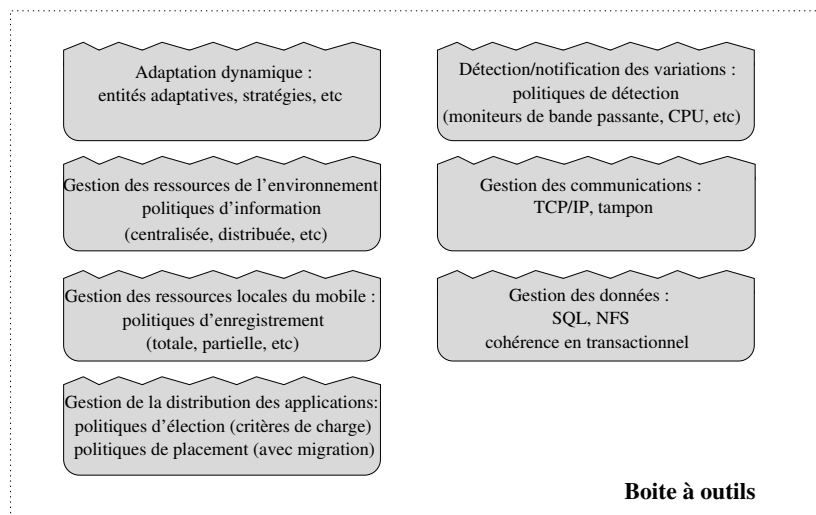 Adaptation dynamique :
entités adaptatives, stratégies, etc
Détection/notification des variations :
politiques de détection
(moniteurs de bande passante, CPU, etc)
Gestion des ressources de l'environnement
politiques d'information
(centralisée, distribuée, etc)
Gestion des communications :
TCP/IP, tampon
Gestion des ressources locales du mobile :
politiques d'enregistrement
(totale, partielle, etc)
Gestion des données :
SQL, NFS
cohérence en transactionnel
Gestion de la distribution des applications:
politiques d'élection (critères de charge)
politiques de placement (avec migration)
Boite à outils